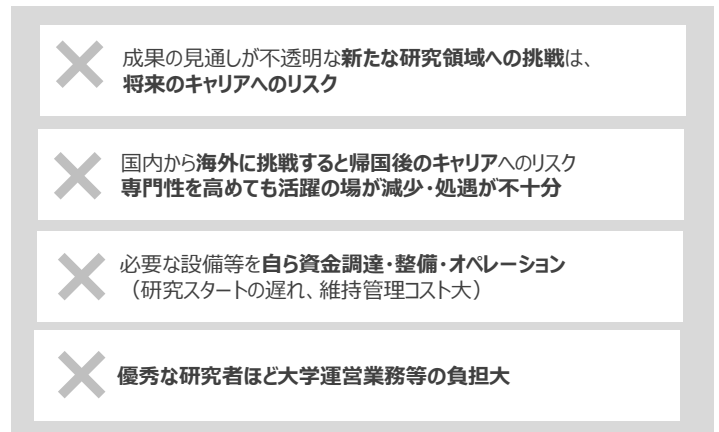 成果の見通しが不透明な新たな研究領域への挑戦は、
将来のキャリアへのリスク
国内から海外に挑戦すると帰国後のキャリアへのリスク
専門性を高めても活躍の場が減少・処遇が不十分
必要な設備等を自ら資金調達・整備・オペレーション
（研究スタートの遅れ、維持管理コスト大）
優秀な研究者ほど大学運営業務等の負担大